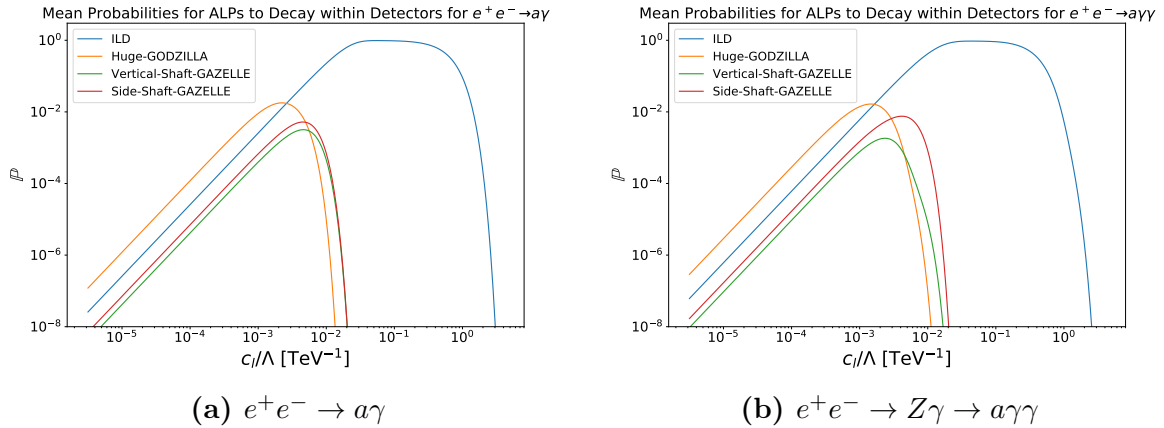 Mean Probabilities for ALPs to Decay within Detectors for e⁺e⁻→aγ
ILD
Huge-GODZILLA
Vertical-Shaft-GAZELLE
Side-Shaft-GAZELLE
10⁰
10⁻²
10⁻⁴
10⁻⁶
10⁻⁸
ℙ
10⁻⁵ 10⁻⁴ 10⁻³ 10⁻² 10⁻¹ 10⁰
c_l/Λ [TeV⁻¹]
(a) e⁺e⁻ → aγ
Mean Probabilities for ALPs to Decay within Detectors for e⁺e⁻→aγγ
ILD
Huge-GODZILLA
Vertical-Shaft-GAZELLE
Side-Shaft-GAZELLE
10⁰
10⁻²
10⁻⁴
10⁻⁶
10⁻⁸
ℙ
10⁻⁵ 10⁻⁴ 10⁻³ 10⁻² 10⁻¹ 10⁰
c_l/Λ [TeV⁻¹]
(b) e⁺e⁻ → Zγ → aγγ